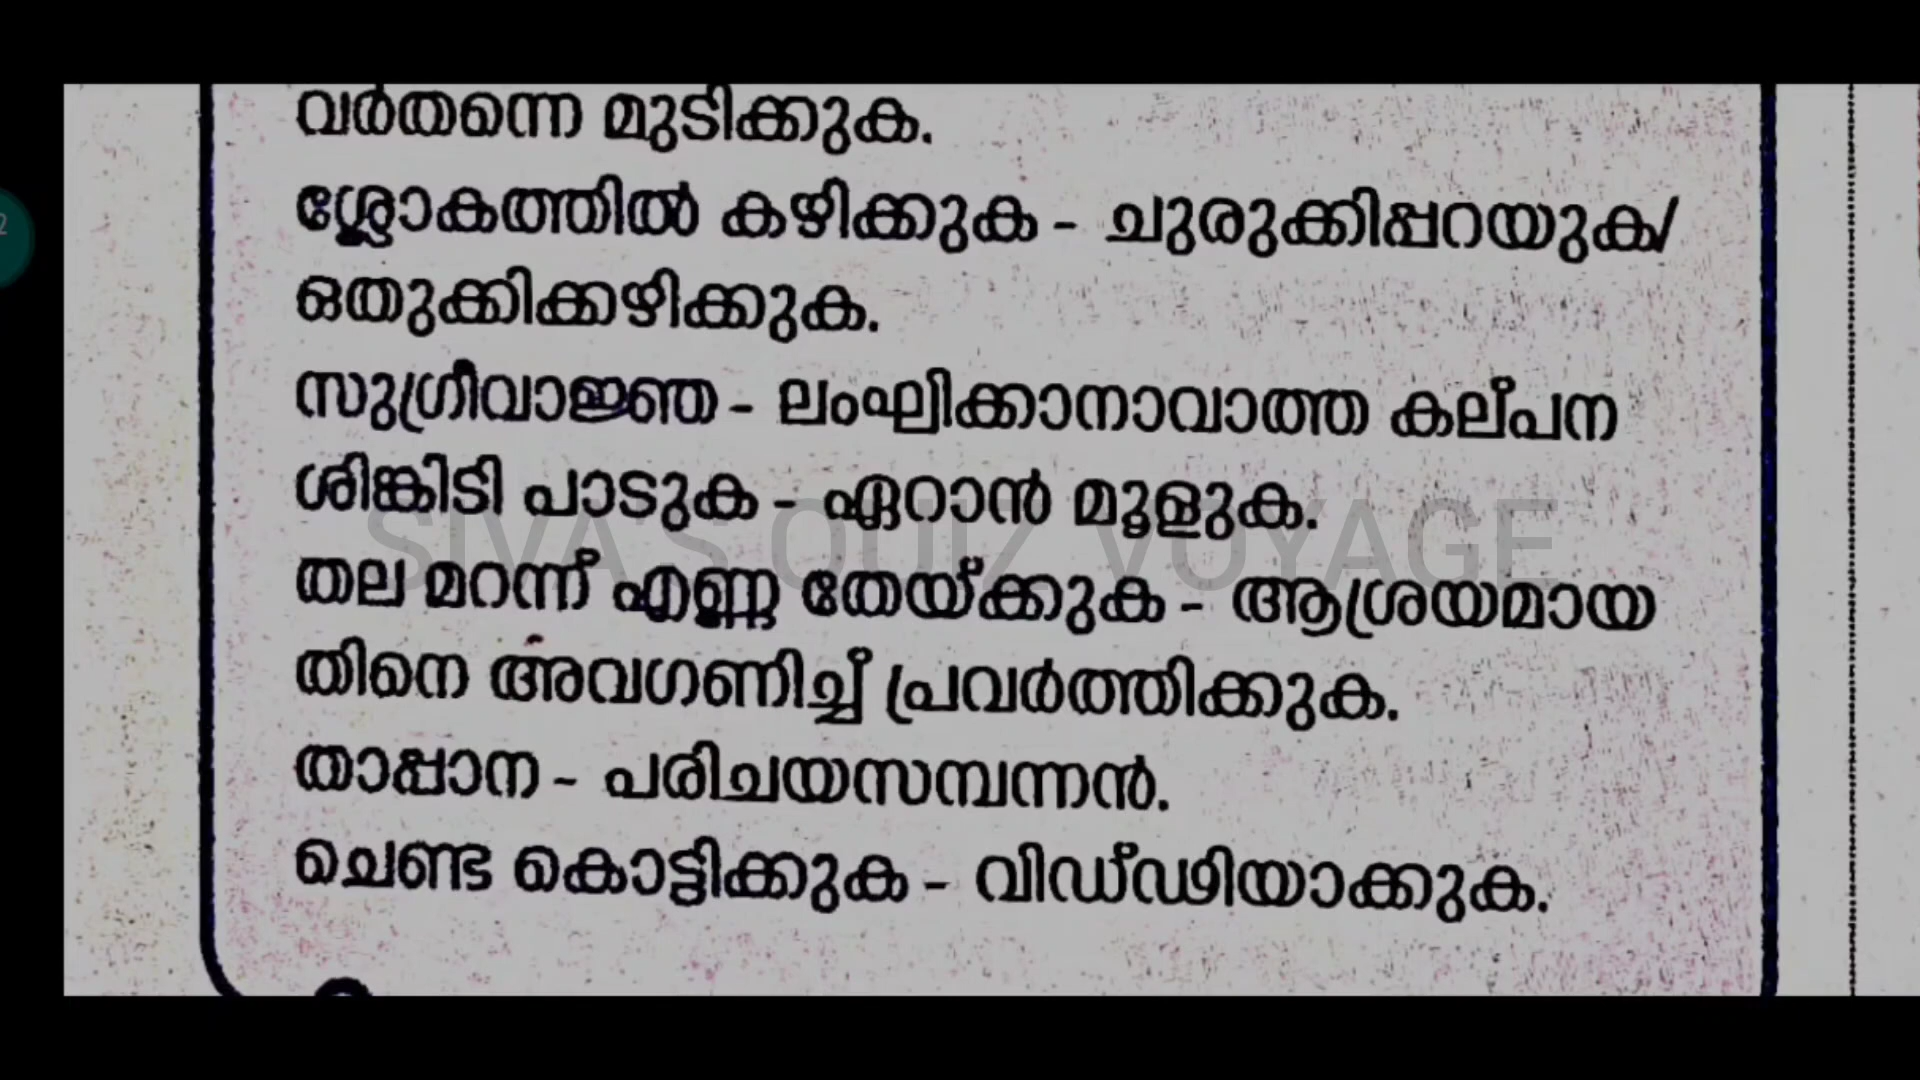 വർതന്നെ മുടിക്കുക.
ശ്ലോകത്തിൽ കഴിക്കുക - ചുരുക്കിപ്പറയുക/
ഒതുക്കിക്കഴിക്കുക.
സുഗ്രീവാജ്ഞ - ലംഘിക്കാനാവാത്ത കല്പന
ശിങ്കിടി പാടുക - ഏറാൻ മൂളുക.
SIVA'S QUIZ VOYAGE
തല മറന്ന് എണ്ണ തേയ്ക്കുക - ആശ്രയമായ
തിനെ അവഗണിച്ച് പ്രവർത്തിക്കുക.
താപ്പാന - പരിചയസമ്പന്നൻ.
ചെണ്ട കൊട്ടിക്കുക - വിഡ്ഢിയാക്കുക.